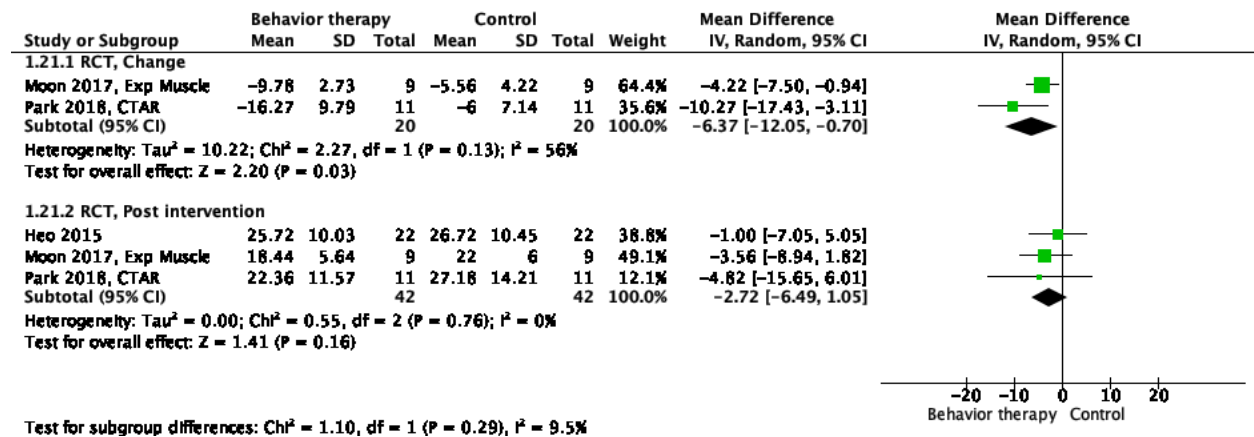 Behavior therapy Control Mean Difference Mean Difference
Study or Subgroup Mean SD Total Mean SD Total Weight IV, Random, 95% CI IV, Random, 95% CI
1.21.1 RCT, Change
Moon 2017, Exp Muscle −9.78 2.73 9 −5.56 4.22 9 64.4% −4.22 [−7.50, −0.94]
Park 2018, CTAR −16.27 9.79 11 −6 7.14 11 35.6% −10.27 [−17.43, −3.11]
Subtotal (95% CI) 20 20 100.0% −6.37 [−12.05, −0.70]
Heterogeneity: Tau² = 10.22; Chi² = 2.27, df = 1 (P = 0.13); I² = 56%
Test for overall effect: Z = 2.20 (P = 0.03)
1.21.2 RCT, Post intervention
Heo 2015 25.72 10.03 22 26.72 10.45 22 38.8% −1.00 [−7.05, 5.05]
Moon 2017, Exp Muscle 18.44 5.64 9 22 6 9 49.1% −3.56 [−8.94, 1.82]
Park 2018, CTAR 22.36 11.57 11 27.18 14.21 11 12.1% −4.82 [−15.65, 6.01]
Subtotal (95% CI) 42 42 100.0% −2.72 [−6.49, 1.05]
Heterogeneity: Tau² = 0.00; Chi² = 0.55, df = 2 (P = 0.76); I² = 0%
Test for overall effect: Z = 1.41 (P = 0.16)
−20 −10 0 10 20
Behavior therapy Control
Test for subgroup differences: Chi² = 1.10, df = 1 (P = 0.29), I² = 9.5%